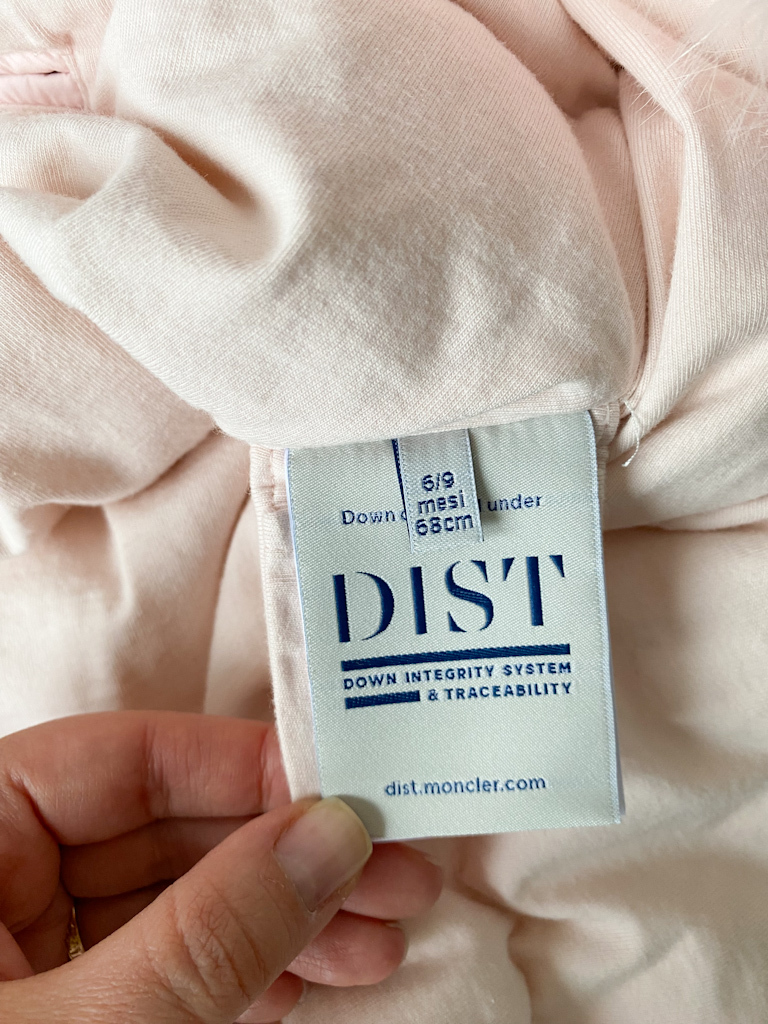 6/9
mesi
68cm
Down under
DIST
DOWN INTEGRITY SYSTEM
& TRACEABILITY
dist.moncler.com